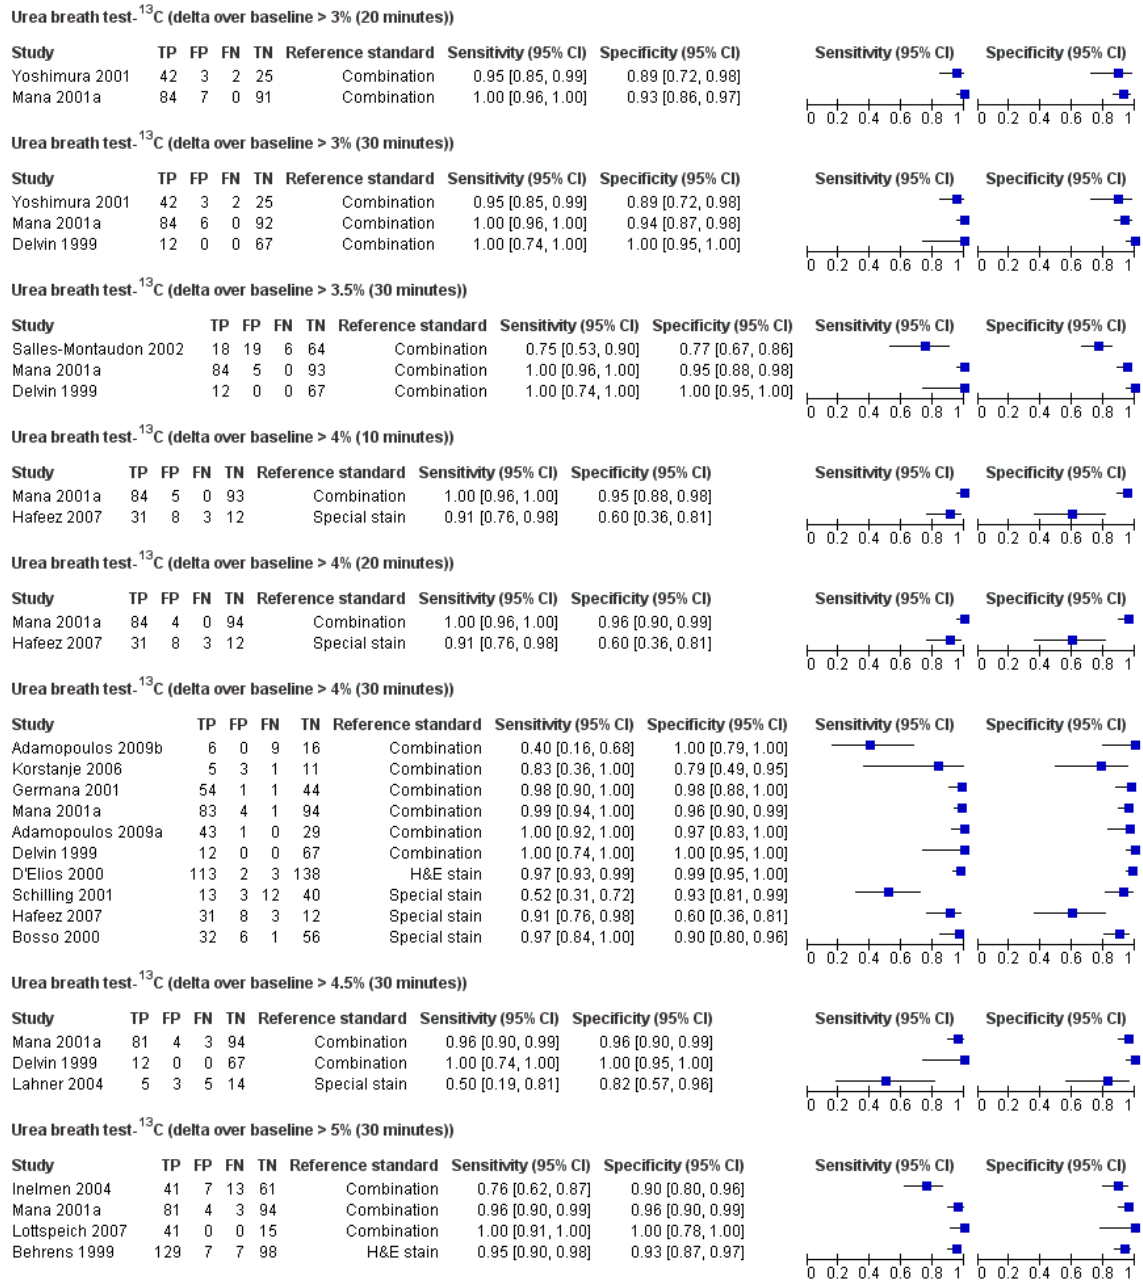 Urea breath test-13C (delta over baseline > 3% (20 minutes))
Study TP FP FN TN Reference standard Sensitivity (95% CI) Specificity (95% CI) Sensitivity (95% CI) Specificity (95% CI)
Yoshimura 2001 42 3 2 25 Combination 0.95 [0.85, 0.99] 0.89 [0.72, 0.98]
Mana 2001a 84 7 0 91 Combination 1.00 [0.96, 1.00] 0.93 [0.86, 0.97]
0 0.2 0.4 0.6 0.8 1 0 0.2 0.4 0.6 0.8 1
Urea breath test-13C (delta over baseline > 3% (30 minutes))
Study TP FP FN TN Reference standard Sensitivity (95% CI) Specificity (95% CI) Sensitivity (95% CI) Specificity (95% CI)
Yoshimura 2001 42 3 2 25 Combination 0.95 [0.85, 0.99] 0.89 [0.72, 0.98]
Mana 2001a 84 6 0 92 Combination 1.00 [0.96, 1.00] 0.94 [0.87, 0.98]
Delvin 1999 12 0 0 67 Combination 1.00 [0.74, 1.00] 1.00 [0.95, 1.00]
0 0.2 0.4 0.6 0.8 1 0 0.2 0.4 0.6 0.8 1
Urea breath test-13C (delta over baseline > 3.5% (30 minutes))
Study TP FP FN TN Reference standard Sensitivity (95% CI) Specificity (95% CI) Sensitivity (95% CI) Specificity (95% CI)
Salles-Montaudon 2002 18 19 6 64 Combination 0.75 [0.53, 0.90] 0.77 [0.67, 0.86]
Mana 2001a 84 5 0 93 Combination 1.00 [0.96, 1.00] 0.95 [0.88, 0.98]
Delvin 1999 12 0 0 67 Combination 1.00 [0.74, 1.00] 1.00 [0.95, 1.00]
0 0.2 0.4 0.6 0.8 1 0 0.2 0.4 0.6 0.8 1
Urea breath test-13C (delta over baseline > 4% (10 minutes))
Study TP FP FN TN Reference standard Sensitivity (95% CI) Specificity (95% CI) Sensitivity (95% CI) Specificity (95% CI)
Mana 2001a 84 5 0 93 Combination 1.00 [0.96, 1.00] 0.95 [0.88, 0.98]
Hafeez 2007 31 8 3 12 Special stain 0.91 [0.76, 0.98] 0.60 [0.36, 0.81]
0 0.2 0.4 0.6 0.8 1 0 0.2 0.4 0.6 0.8 1
Urea breath test-13C (delta over baseline > 4% (20 minutes))
Study TP FP FN TN Reference standard Sensitivity (95% CI) Specificity (95% CI) Sensitivity (95% CI) Specificity (95% CI)
Mana 2001a 84 4 0 94 Combination 1.00 [0.96, 1.00] 0.96 [0.90, 0.99]
Hafeez 2007 31 8 3 12 Special stain 0.91 [0.76, 0.98] 0.60 [0.36, 0.81]
0 0.2 0.4 0.6 0.8 1 0 0.2 0.4 0.6 0.8 1
Urea breath test-13C (delta over baseline > 4% (30 minutes))
Study TP FP FN TN Reference standard Sensitivity (95% CI) Specificity (95% CI) Sensitivity (95% CI) Specificity (95% CI)
Adamopoulos 2009b 6 0 9 16 Combination 0.40 [0.16, 0.68] 1.00 [0.79, 1.00]
Korstanje 2006 5 3 1 11 Combination 0.83 [0.36, 1.00] 0.79 [0.49, 0.95]
Germana 2001 54 1 1 44 Combination 0.98 [0.90, 1.00] 0.98 [0.88, 1.00]
Mana 2001a 83 4 1 94 Combination 0.99 [0.94, 1.00] 0.96 [0.90, 0.99]
Adamopoulos 2009a 43 1 0 29 Combination 1.00 [0.92, 1.00] 0.97 [0.83, 1.00]
Delvin 1999 12 0 0 67 Combination 1.00 [0.74, 1.00] 1.00 [0.95, 1.00]
D'Elios 2000 113 2 3 138 H&E stain 0.97 [0.93, 0.99] 0.99 [0.95, 1.00]
Schilling 2001 13 3 12 40 Special stain 0.52 [0.31, 0.72] 0.93 [0.81, 0.99]
Hafeez 2007 31 8 3 12 Special stain 0.91 [0.76, 0.98] 0.60 [0.36, 0.81]
Bosso 2000 32 6 1 56 Special stain 0.97 [0.84, 1.00] 0.90 [0.80, 0.96]
0 0.2 0.4 0.6 0.8 1 0 0.2 0.4 0.6 0.8 1
Urea breath test-13C (delta over baseline > 4.5% (30 minutes))
Study TP FP FN TN Reference standard Sensitivity (95% CI) Specificity (95% CI) Sensitivity (95% CI) Specificity (95% CI)
Mana 2001a 81 4 3 94 Combination 0.96 [0.90, 0.99] 0.96 [0.90, 0.99]
Delvin 1999 12 0 0 67 Combination 1.00 [0.74, 1.00] 1.00 [0.95, 1.00]
Lahner 2004 5 3 5 14 Special stain 0.50 [0.19, 0.81] 0.82 [0.57, 0.96]
0 0.2 0.4 0.6 0.8 1 0 0.2 0.4 0.6 0.8 1
Urea breath test-13C (delta over baseline > 5% (30 minutes))
Study TP FP FN TN Reference standard Sensitivity (95% CI) Specificity (95% CI) Sensitivity (95% CI) Specificity (95% CI)
Inelmen 2004 41 7 13 61 Combination 0.76 [0.62, 0.87] 0.90 [0.80, 0.96]
Mana 2001a 81 4 3 94 Combination 0.96 [0.90, 0.99] 0.96 [0.90, 0.99]
Lottspeich 2007 41 0 0 15 Combination 1.00 [0.91, 1.00] 1.00 [0.78, 1.00]
Behrens 1999 129 7 7 98 H&E stain 0.95 [0.90, 0.98] 0.93 [0.87, 0.97]
0 0.2 0.4 0.6 0.8 1 0 0.2 0.4 0.6 0.8 1